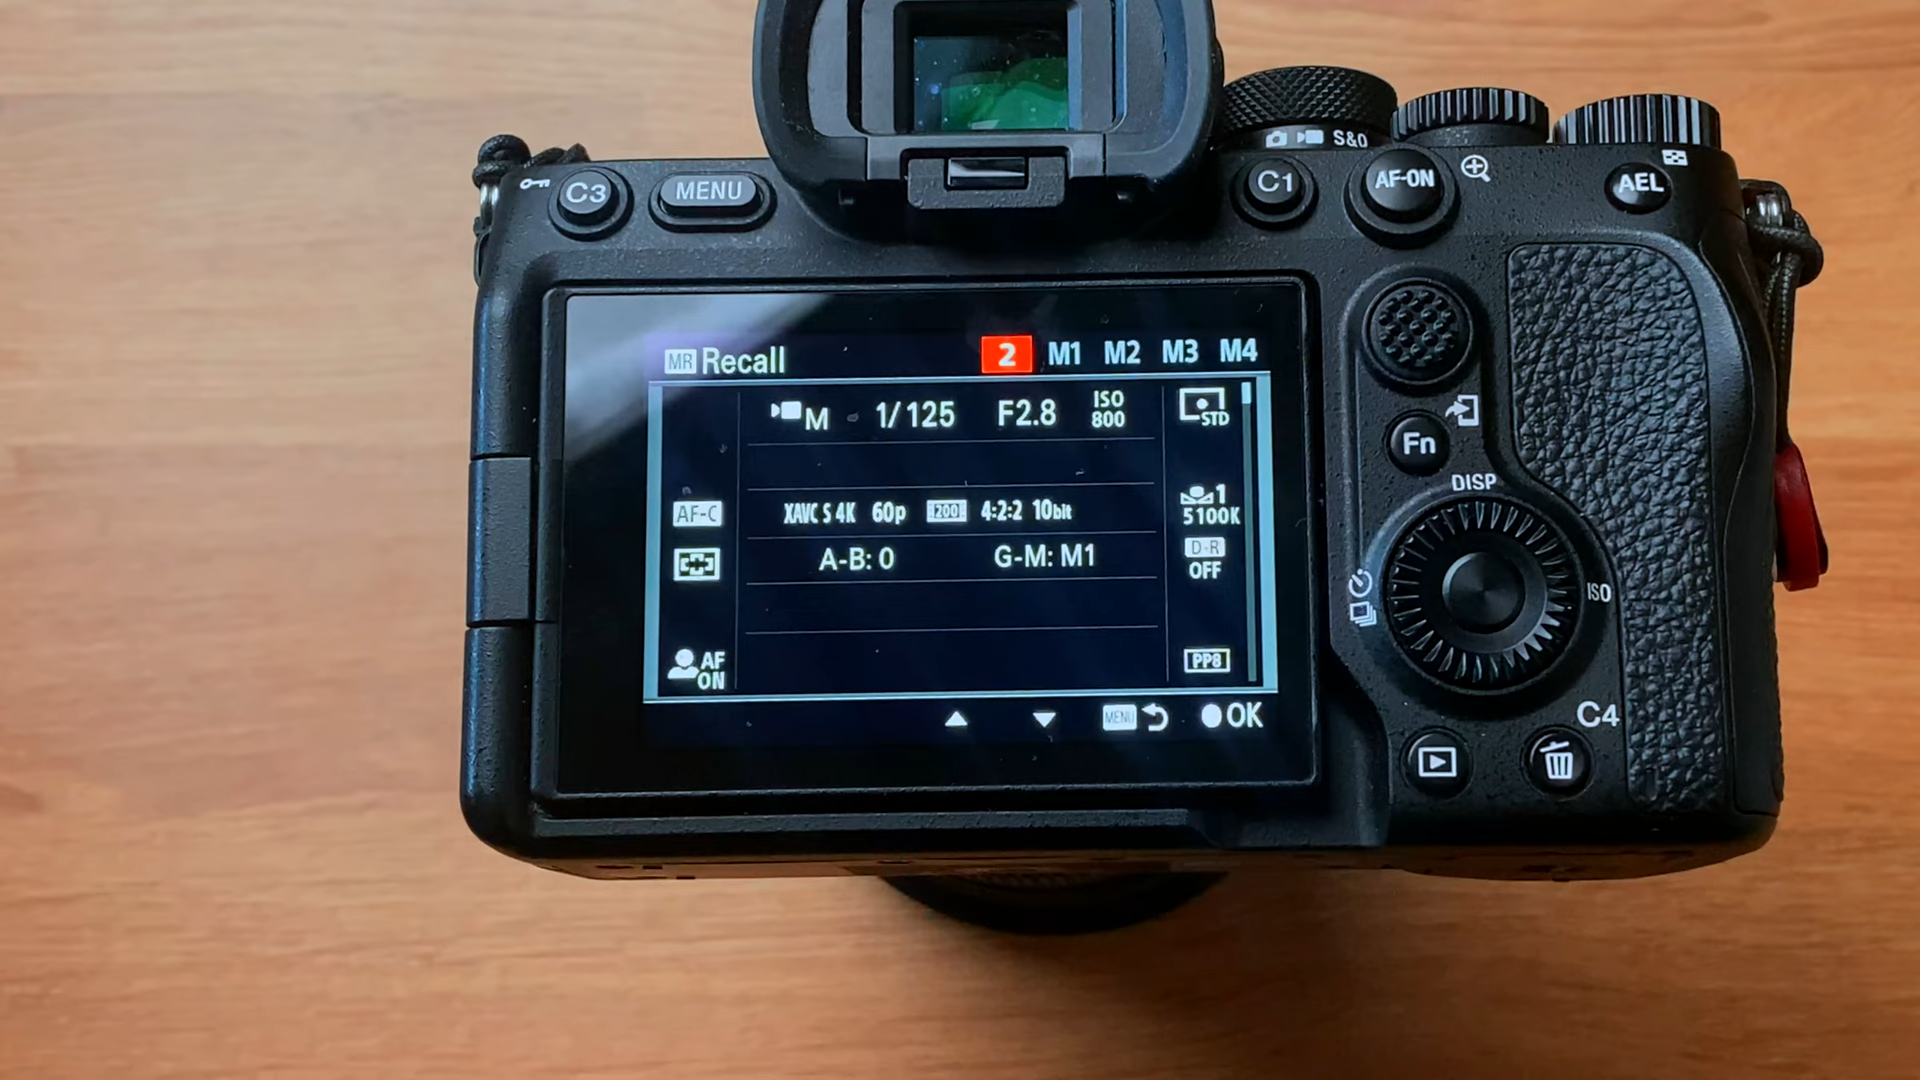 S&Q
C3 MENU C1 AF-ON AEL
MR Recall 2 M1 M2 M3 M4
M 1/125 F2.8 ISO 800 STD
AF-C XAVC S 4K 60p 200 4:2:2 10bit 1 5100K
A-B: 0 G-M: M1 D-R OFF
AF ON PP8
MENU OK
Fn
DISP
ISO
C4